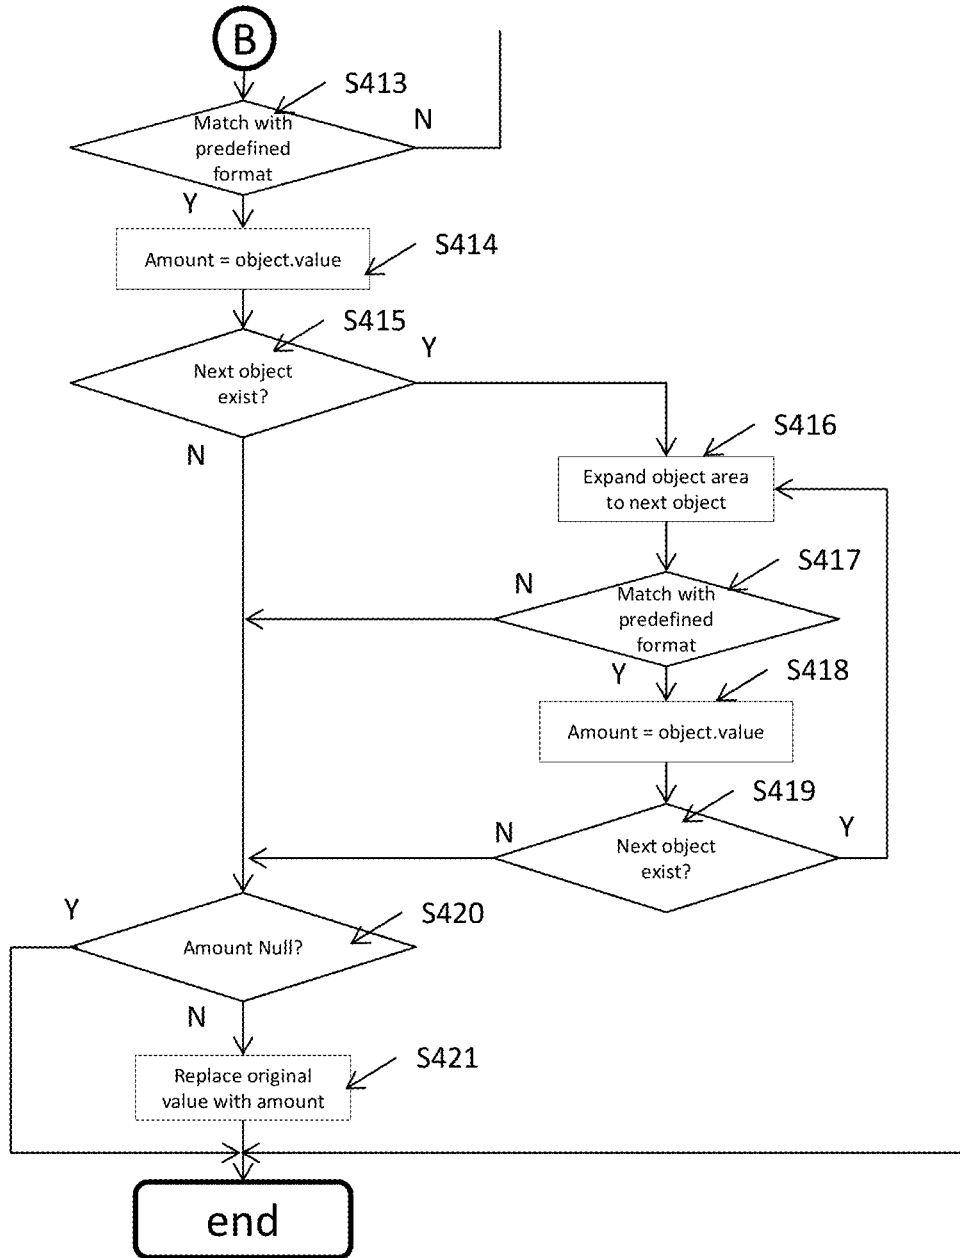 B
S413
N
Match with
predefined
format
Y
S414
Amount = object.value
S415
Y
Next object
exist?
N
S416
Expand object area
to next object
S417
N
Match with
predefined
format
Y
S418
Amount = object.value
S419
N
Y
Next object
exist?
Y
S420
Amount Null?
N
S421
Replace original
value with amount
end